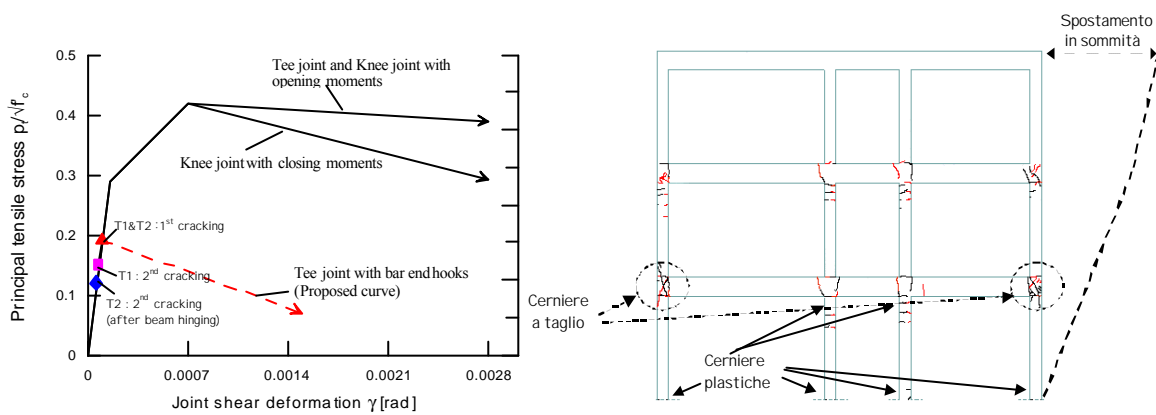 0.5
0.4
0.3
0.2
0.1
0
Principal tensile stress pt/√f'c
Tee joint and Knee joint with
opening moments
Knee joint with closing moments
T1&T2 : 1st cracking
T1 : 2nd cracking
T2 : 2nd cracking
(after beam hinging)
Tee joint with bar end hooks
(Proposed curve)
0 0.0007 0.0014 0.0021 0.0028
Joint shear deformation γ [rad]
Spostamento
in sommità
Cerniere
a taglio
Cerniere
plastiche